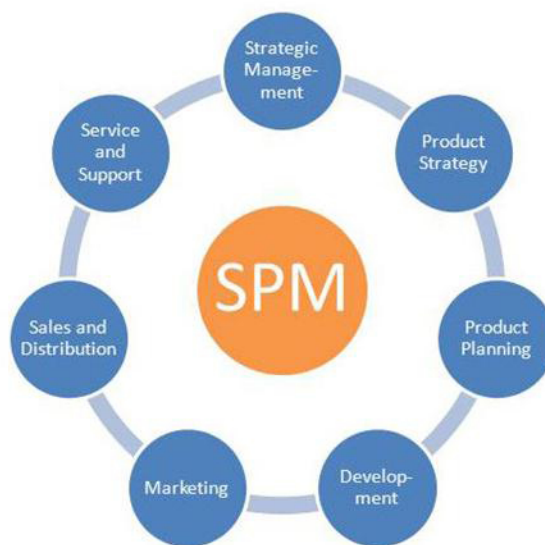 Strategic
Manage-
ment
Product
Strategy
Product
Planning
Develop-
ment
Marketing
Sales and
Distribution
Service
and
Support
SPM